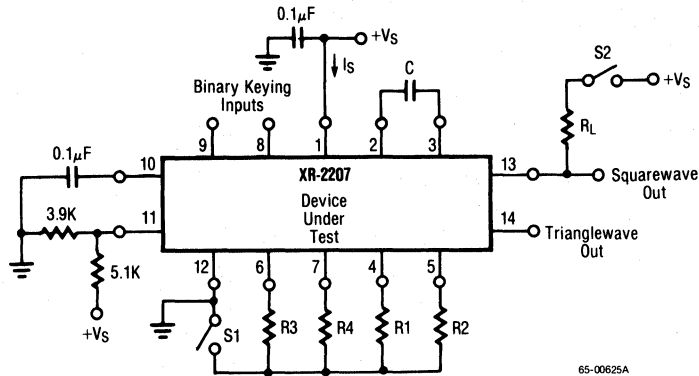 0.1μF
+VS
IS
S2
C
+VS
Binary Keying
Inputs
RL
9
8
1
2
3
0.1μF
10
XR-2207
13
Squarewave
Out
3.9K
11
Device
Under
Test
14
Trianglewave
Out
5.1K
12
6
7
4
5
+VS
S1
R3
R4
R1
R2
65-00625A